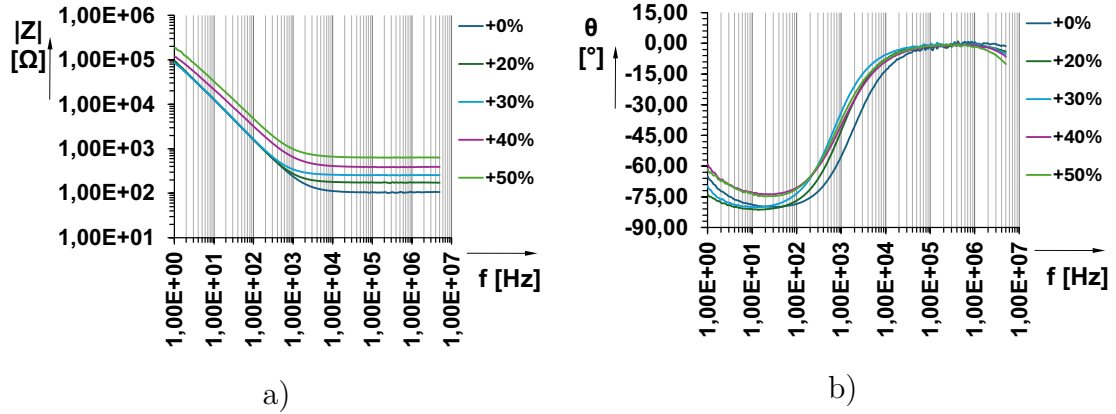 |Z|
[Ω]
1,00E+06
1,00E+05
1,00E+04
1,00E+03
1,00E+02
1,00E+01
1,00E+00
1,00E+01
1,00E+02
1,00E+03
1,00E+04
1,00E+05
1,00E+06
1,00E+07
f [Hz]
+0%
+20%
+30%
+40%
+50%
a)
θ
[°]
15,00
0,00
-15,00
-30,00
-45,00
-60,00
-75,00
-90,00
1,00E+00
1,00E+01
1,00E+02
1,00E+03
1,00E+04
1,00E+05
1,00E+06
1,00E+07
f [Hz]
+0%
+20%
+30%
+40%
+50%
b)